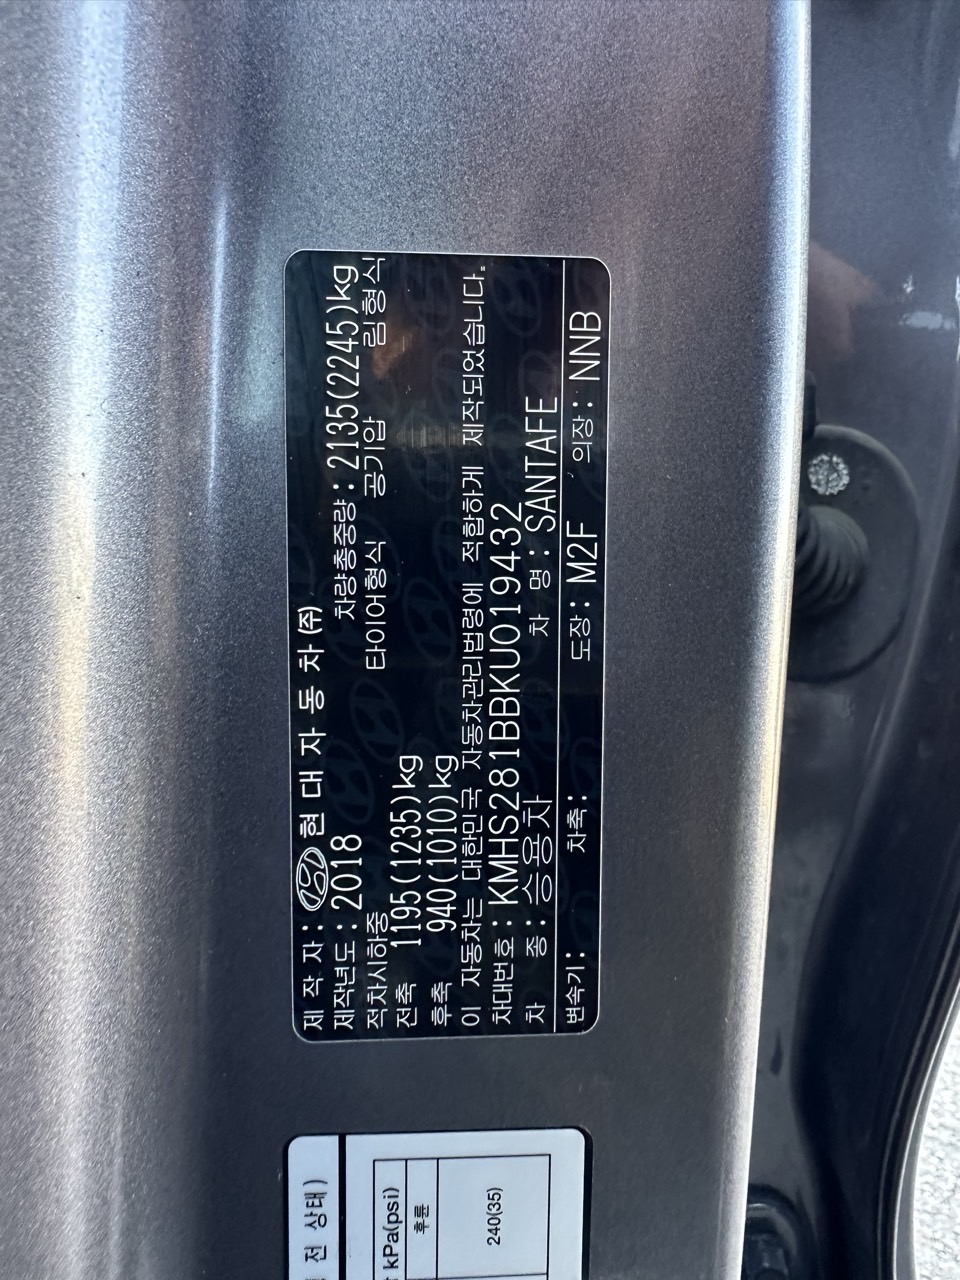 제 작 자 : 현 대 자 동 차 (주)
제작년도 : 2018 차량총중량 : 2135(2245)kg
적차시하중 타이어형식 공기압 림형식
전축 1195(1235)kg
후축 940(1010)kg
이 자동차는 대한민국 자동차관리법령에 적합하게 제작되었습니다.
차대번호 : KMHS281BBKU019432
차 종 : 승용차 차 명 : SANTAFE
변속기 : 차축 : 도장 : M2F 의장 : NNB
전 상태)
kPa(psi)
후륜
240(35)